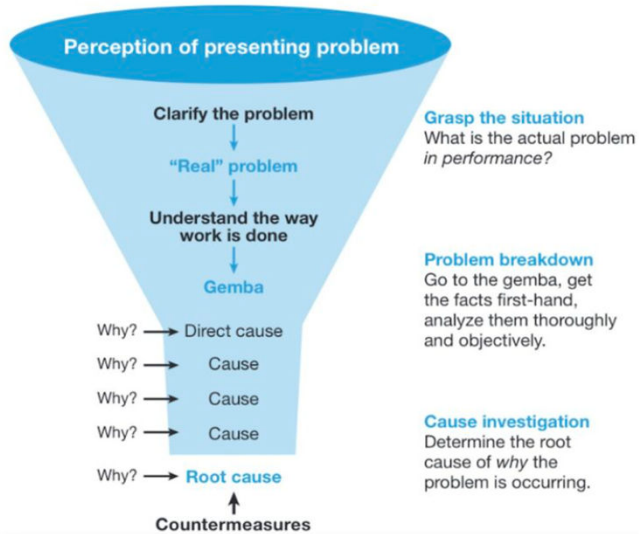 Perception of presenting problem
Clarify the problem
"Real" problem
Understand the way
work is done
Gemba
Why? Direct cause
Why? Cause
Why? Cause
Why? Cause
Why? Root cause
Countermeasures
Grasp the situation
What is the actual problem
in performance?
Problem breakdown
Go to the gemba, get
the facts first-hand,
analyze them thoroughly
and objectively.
Cause investigation
Determine the root
cause of why the
problem is occurring.